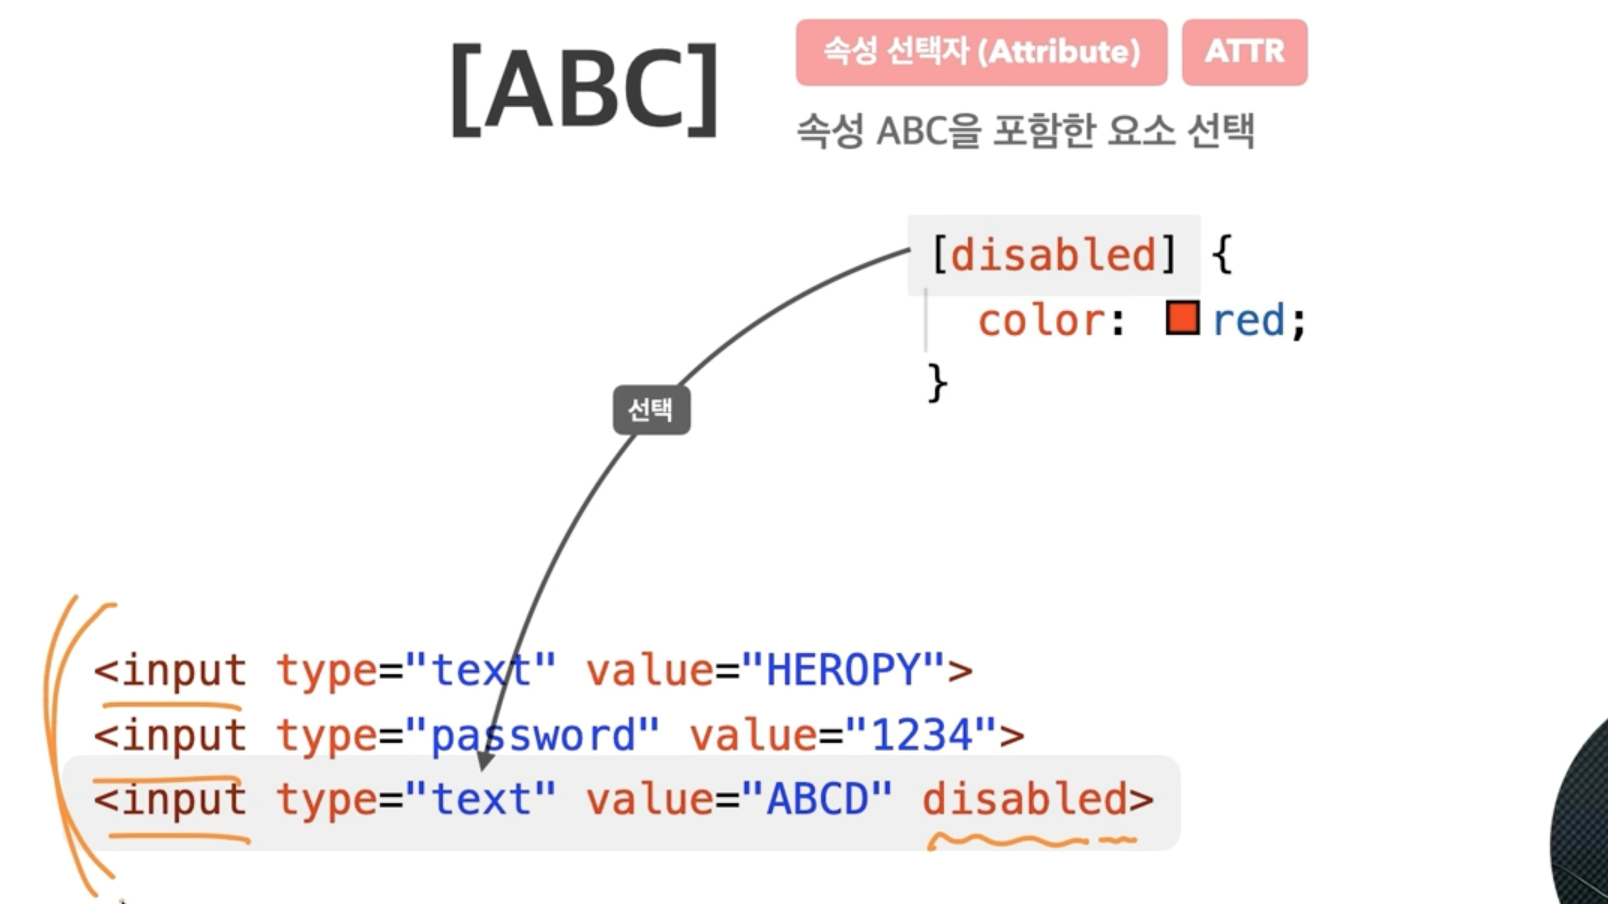 [ABC]
속성 선택자 (Attribute) ATTR
속성 ABC을 포함한 요소 선택
[disabled] {
color: red;
}
선택
<input type="text" value="HEROPY">
<input type="password" value="1234">
<input type="text" value="ABCD" disabled>